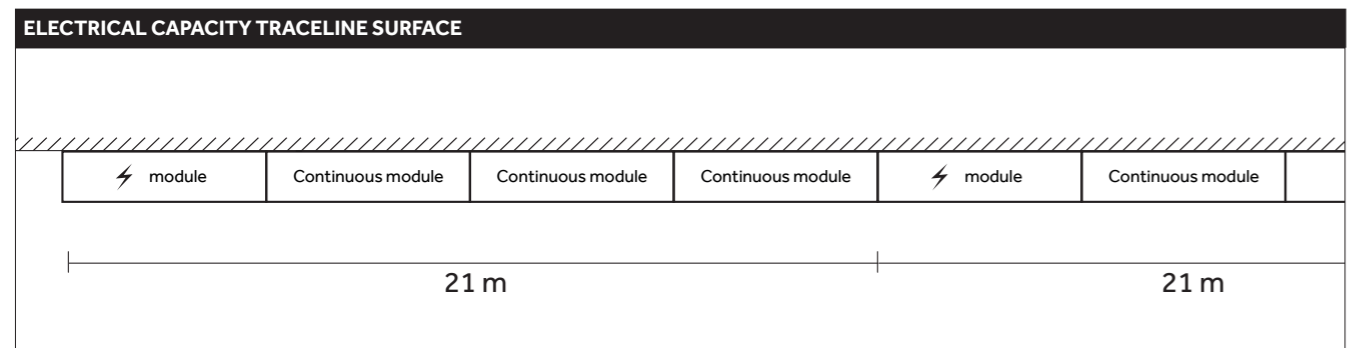 ELECTRICAL CAPACITY TRACELINE SURFACE
module Continuous module Continuous module Continuous module module Continuous module
21 m 21 m